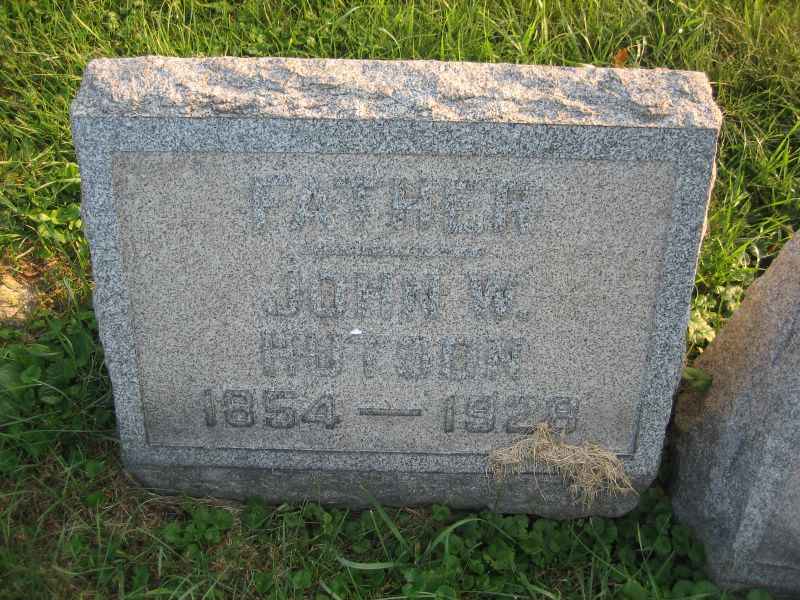 FATHER
JOHN W.
HUTSON
1854 — 1928